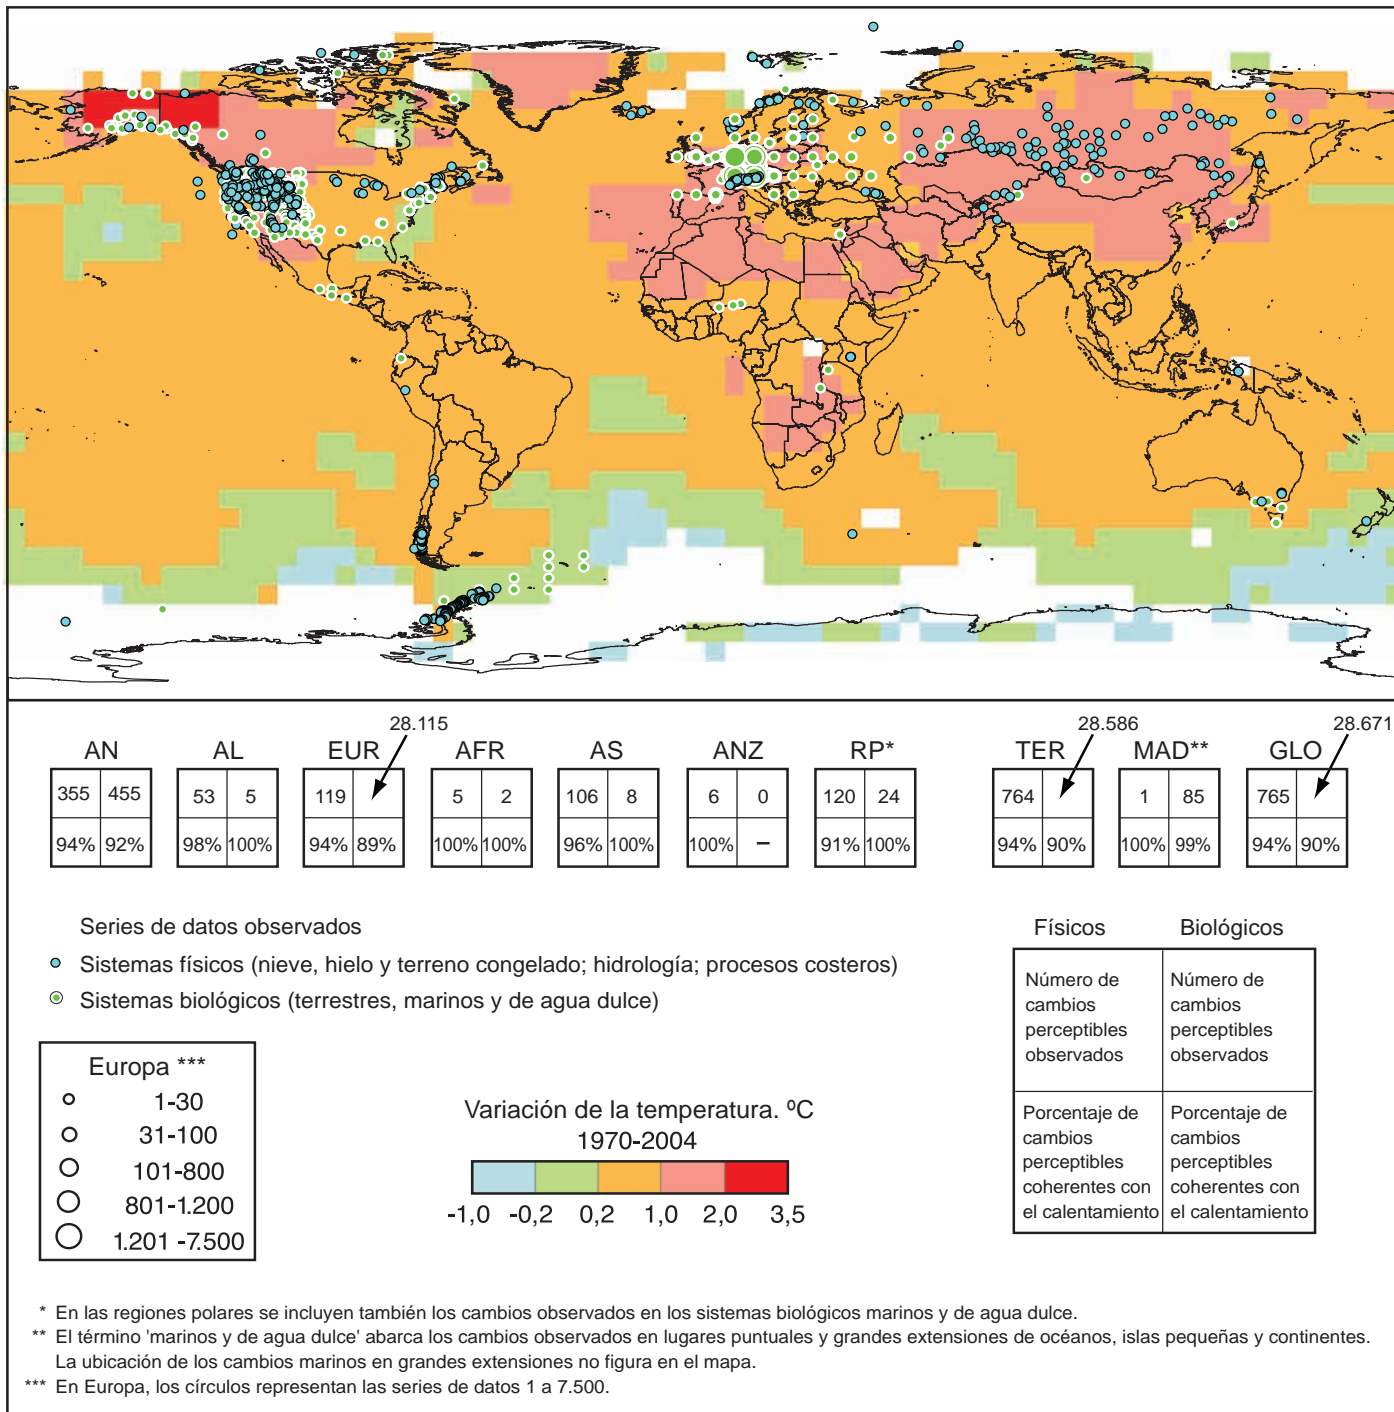 28.115 28.586 28.671
AN AL EUR AFR AS ANZ RP* TER MAD** GLO
355 455 53 5 119 5 2 106 8 6 0 120 24 764 1 85 765
94% 92% 98% 100% 94% 89% 100% 100% 96% 100% 100% – 91% 100% 94% 90% 100% 99% 94% 90%
Series de datos observados
Sistemas físicos (nieve, hielo y terreno congelado; hidrología; procesos costeros)
Sistemas biológicos (terrestres, marinos y de agua dulce)
Europa ***
1-30
31-100
101-800
801-1.200
1.201 -7.500
Variación de la temperatura. ºC
1970-2004
-1,0 -0,2 0,2 1,0 2,0 3,5
Físicos Biológicos
Número de
cambios
perceptibles
observados
Número de
cambios
perceptibles
observados
Porcentaje de
cambios
perceptibles
coherentes con
el calentamiento
Porcentaje de
cambios
perceptibles
coherentes con
el calentamiento
* En las regiones polares se incluyen también los cambios observados en los sistemas biológicos marinos y de agua dulce.
** El término 'marinos y de agua dulce' abarca los cambios observados en lugares puntuales y grandes extensiones de océanos, islas pequeñas y continentes.
La ubicación de los cambios marinos en grandes extensiones no figura en el mapa.
*** En Europa, los círculos representan las series de datos 1 a 7.500.